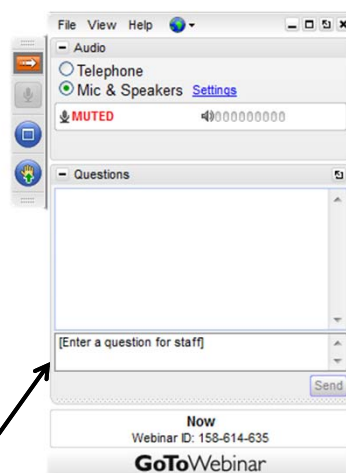 File View Help
Audio
Telephone
Mic & Speakers Settings
MUTED 000000000
Questions
[Enter a question for staff]
Send
Now
Webinar ID: 158-614-635
GoToWebinar